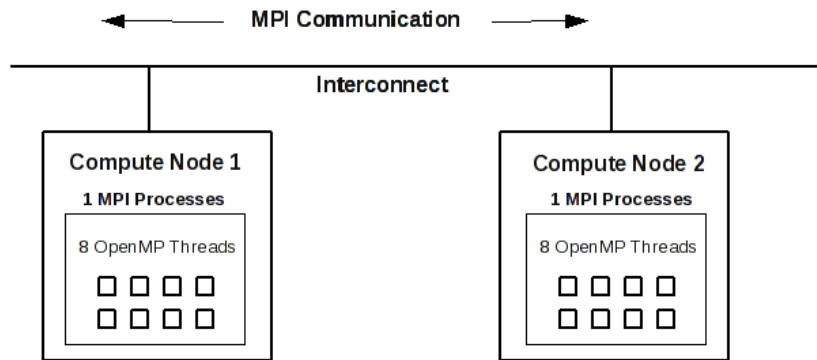 MPI Communication
Interconnect
Compute Node 1
1 MPI Processes
8 OpenMP Threads
Compute Node 2
1 MPI Processes
8 OpenMP Threads